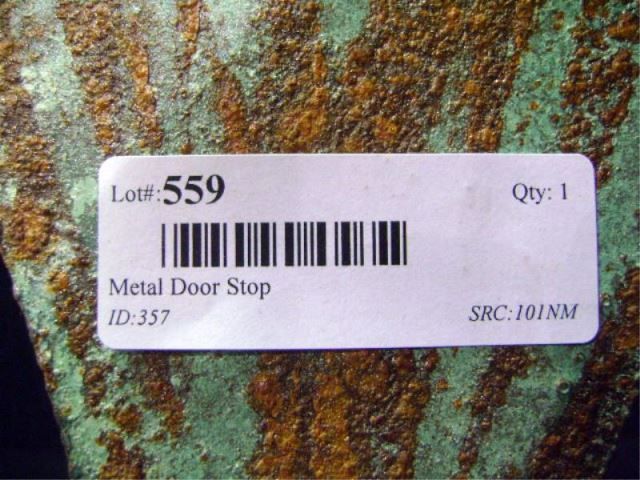 Lot#:559 Qty: 1
Metal Door Stop
ID:357 SRC:101NM